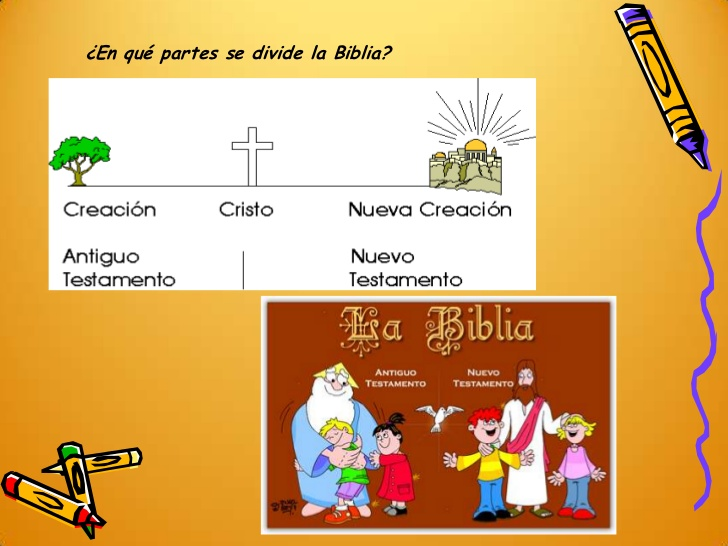 ¿En qué partes se divide la Biblia?
Creación Cristo Nueva Creación
Antiguo Nuevo
Testamento Testamento
La Biblia
ANTIGUO NUEVO
TESTAMENTO TESTAMENTO